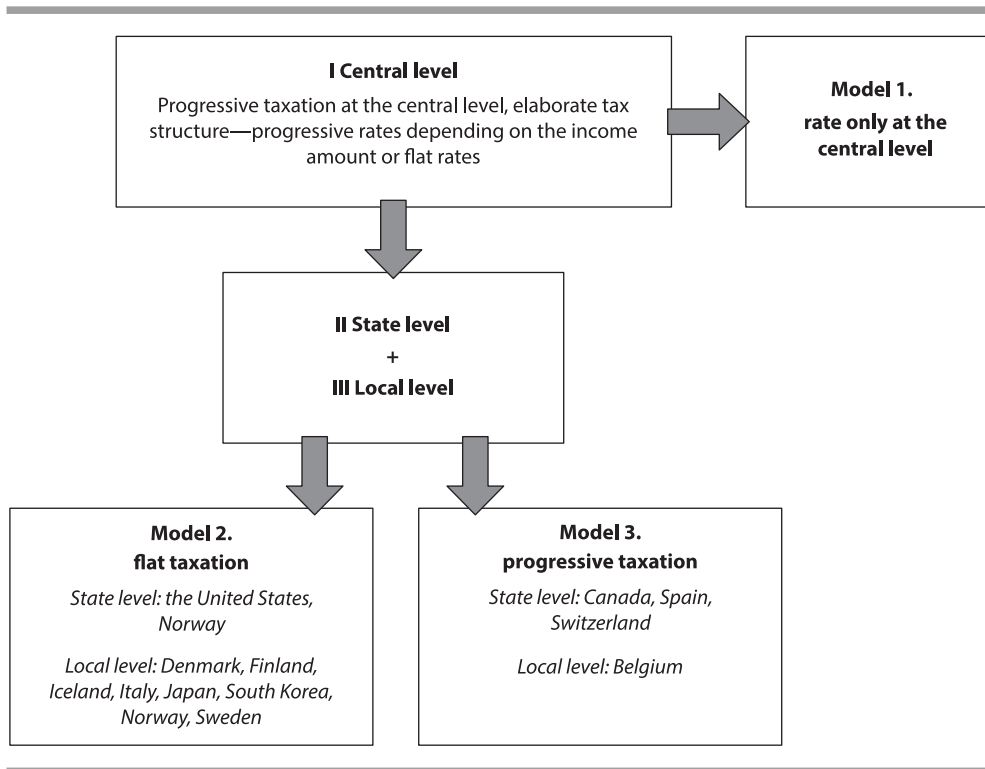 I Central level
Progressive taxation at the central level, elaborate tax
structure—progressive rates depending on the income
amount or flat rates
Model 1.
rate only at the
central level
II State level
+
III Local level
Model 2.
flat taxation
State level: the United States,
Norway
Local level: Denmark, Finland,
Iceland, Italy, Japan, South Korea,
Norway, Sweden
Model 3.
progressive taxation
State level: Canada, Spain,
Switzerland
Local level: Belgium